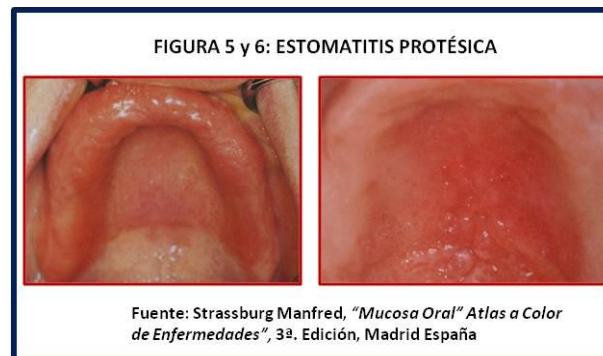 FIGURA 5 y 6: ESTOMATITIS PROTÉSICA
Fuente: Strassburg Manfred, “Mucosa Oral” Atlas a Color
de Enfermedades”, 3ª. Edición, Madrid España